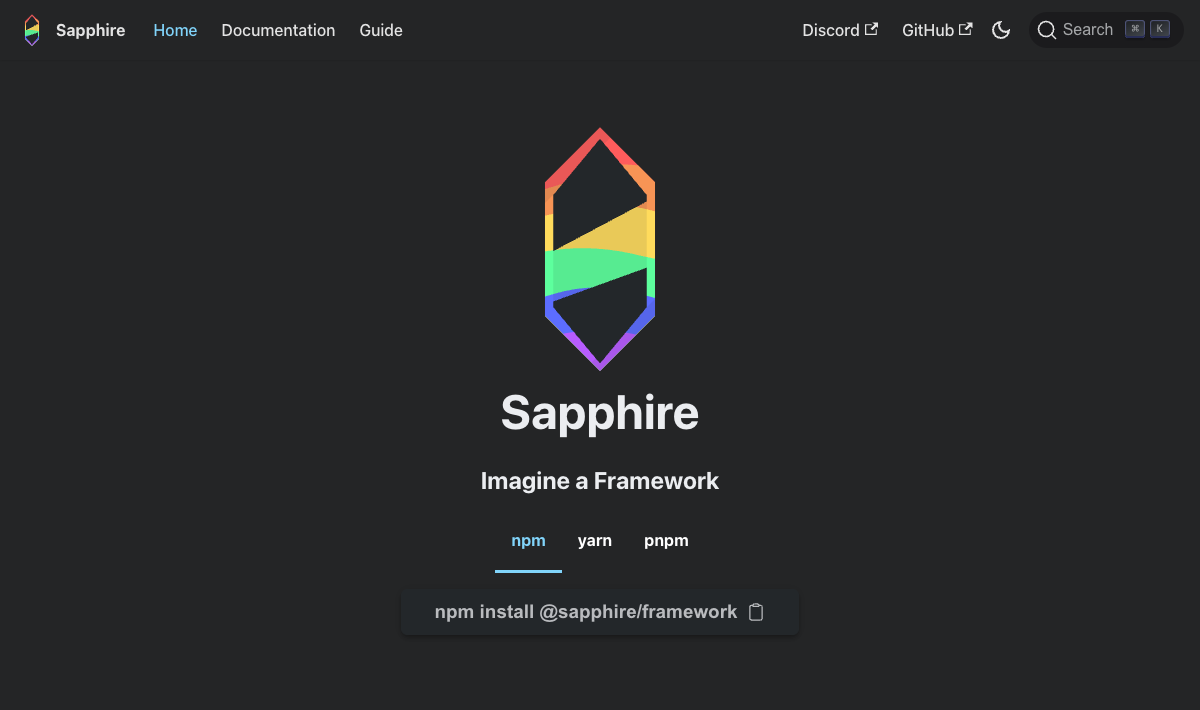 Sapphire Home Documentation Guide Discord GitHub Search ⌘ K
Sapphire
Imagine a Framework
npm yarn pnpm
npm install @sapphire/framework